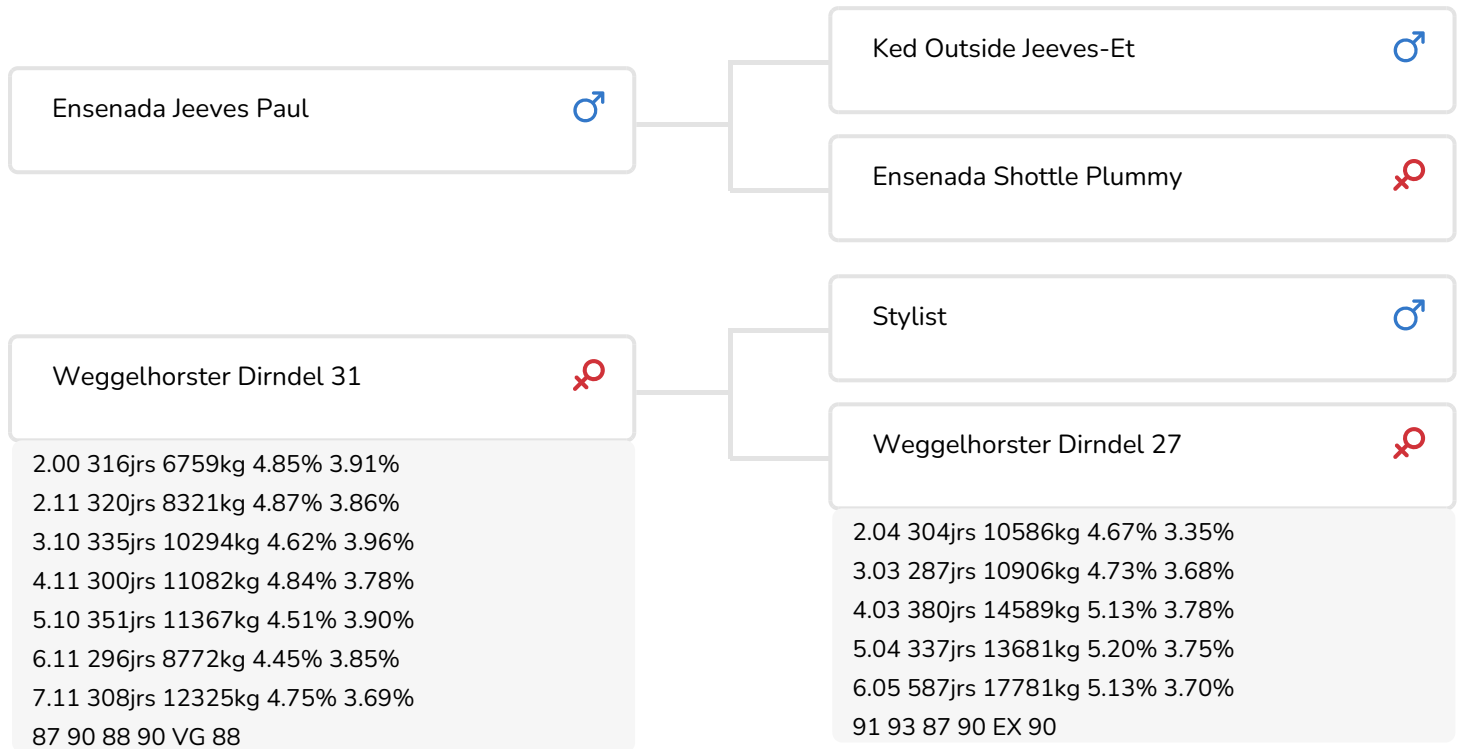 Ensenada Jeeves Paul
Ked Outside Jeeves-Et
Ensenada Shottle Plummy
Weggelhorster Dirndel 31
2.00 316jrs 6759kg 4.85% 3.91%
2.11 320jrs 8321kg 4.87% 3.86%
3.10 335jrs 10294kg 4.62% 3.96%
4.11 300jrs 11082kg 4.84% 3.78%
5.10 351jrs 11367kg 4.51% 3.90%
6.11 296jrs 8772kg 4.45% 3.85%
7.11 308jrs 12325kg 4.75% 3.69%
87 90 88 90 VG 88
Stylist
Weggelhorster Dirndel 27
2.04 304jrs 10586kg 4.67% 3.35%
3.03 287jrs 10906kg 4.73% 3.68%
4.03 380jrs 14589kg 5.13% 3.78%
5.04 337jrs 13681kg 5.20% 3.75%
6.05 587jrs 17781kg 5.13% 3.70%
91 93 87 90 EX 90